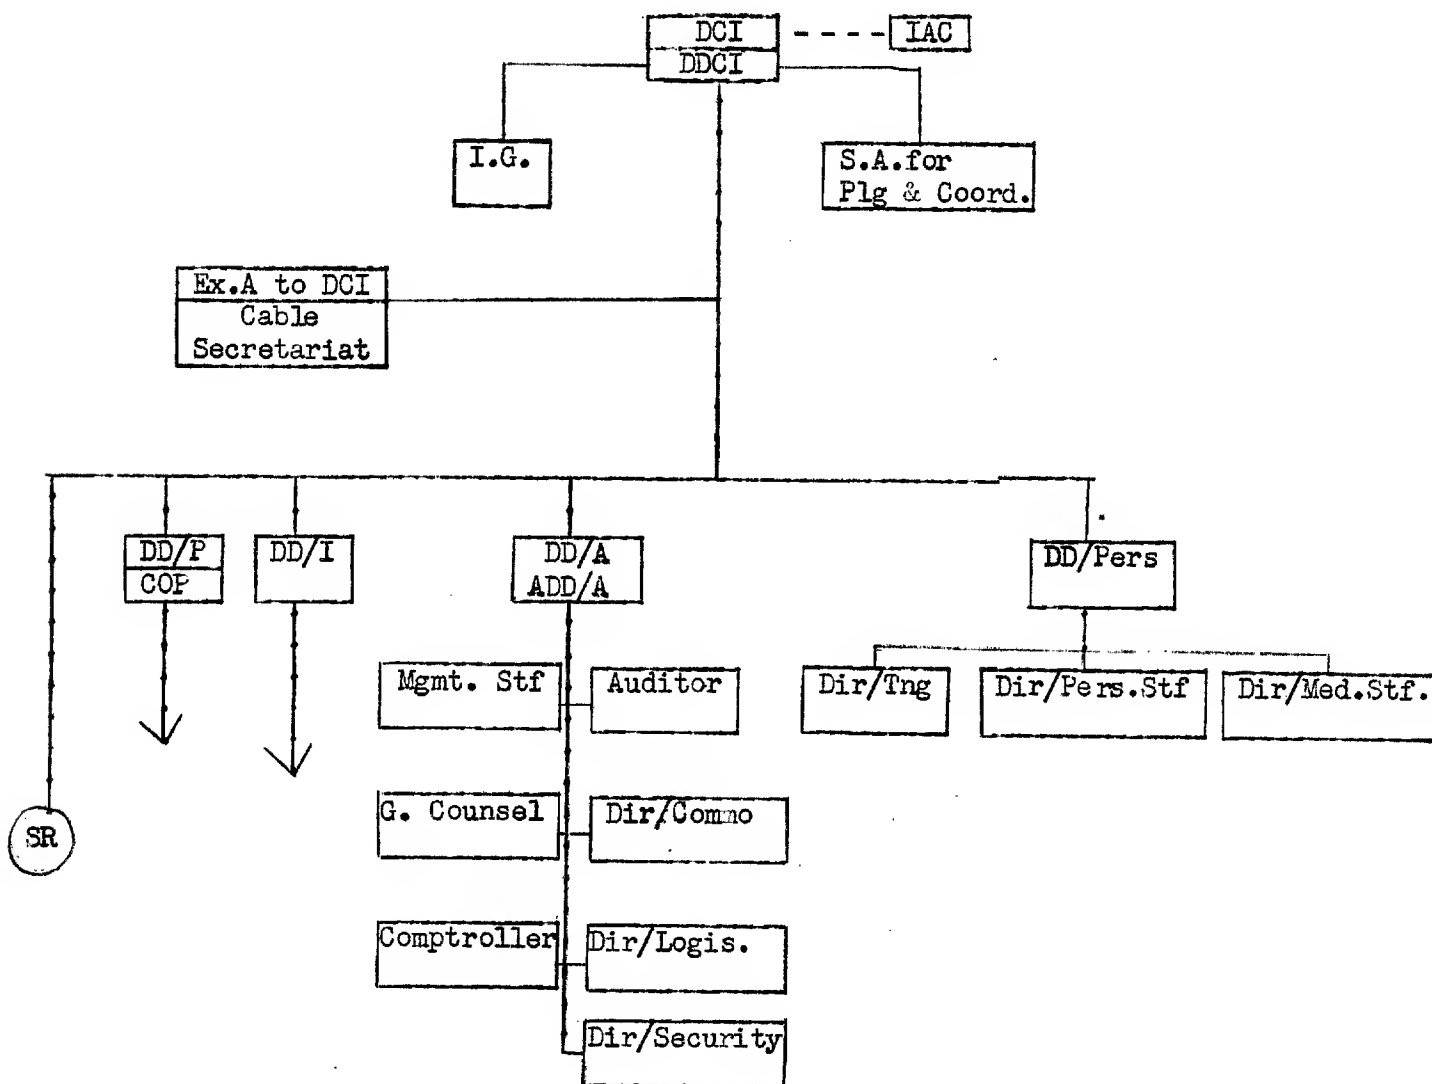 DCI
IAC
DDCI
I.G.
S.A.for
Plg & Coord.
Ex.A to DCI
Cable
Secretariat
DD/P
COP
DD/I
DD/A
ADD/A
DD/Pers
Mgmt. Stf
Auditor
Dir/Tng
Dir/Pers.Stf
Dir/Med.Stf.
G. Counsel
Dir/Commo
SR
Comptroller
Dir/Logis.
Dir/Security